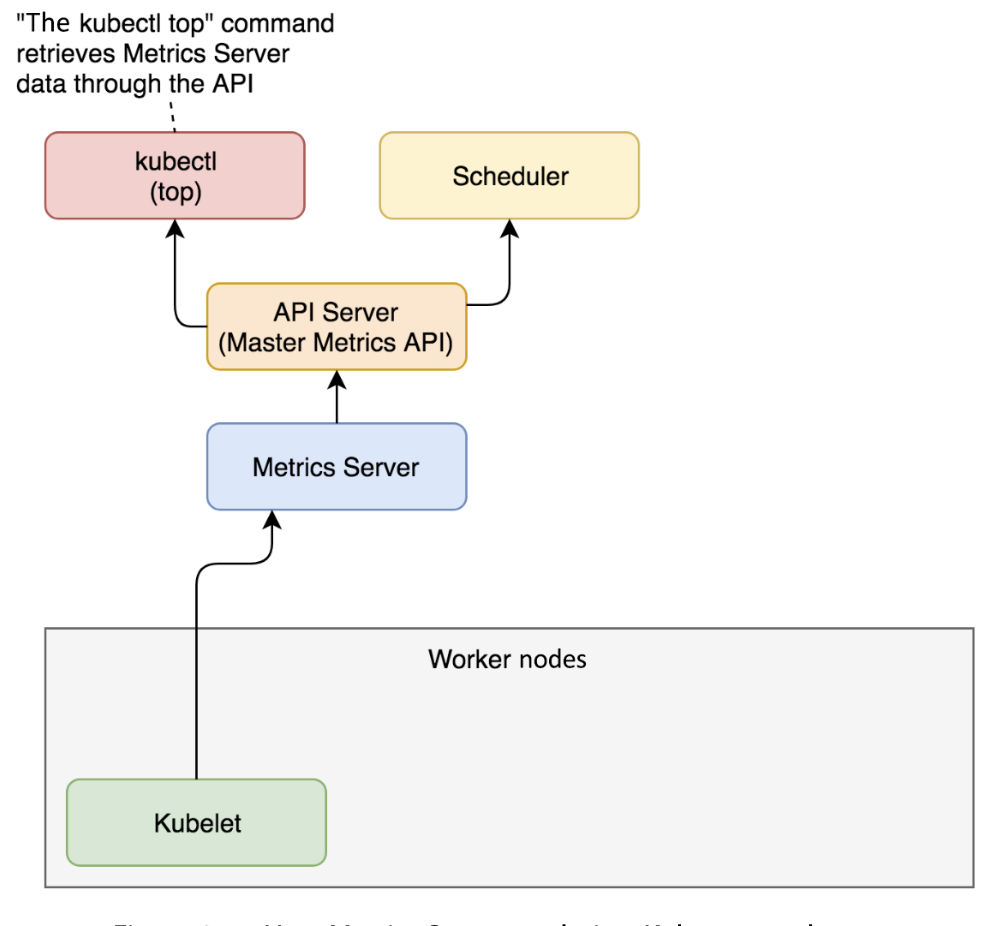 "The kubectl top" command
retrieves Metrics Server
data through the API
kubectl
(top)
Scheduler
API Server
(Master Metrics API)
Metrics Server
Worker nodes
Kubelet